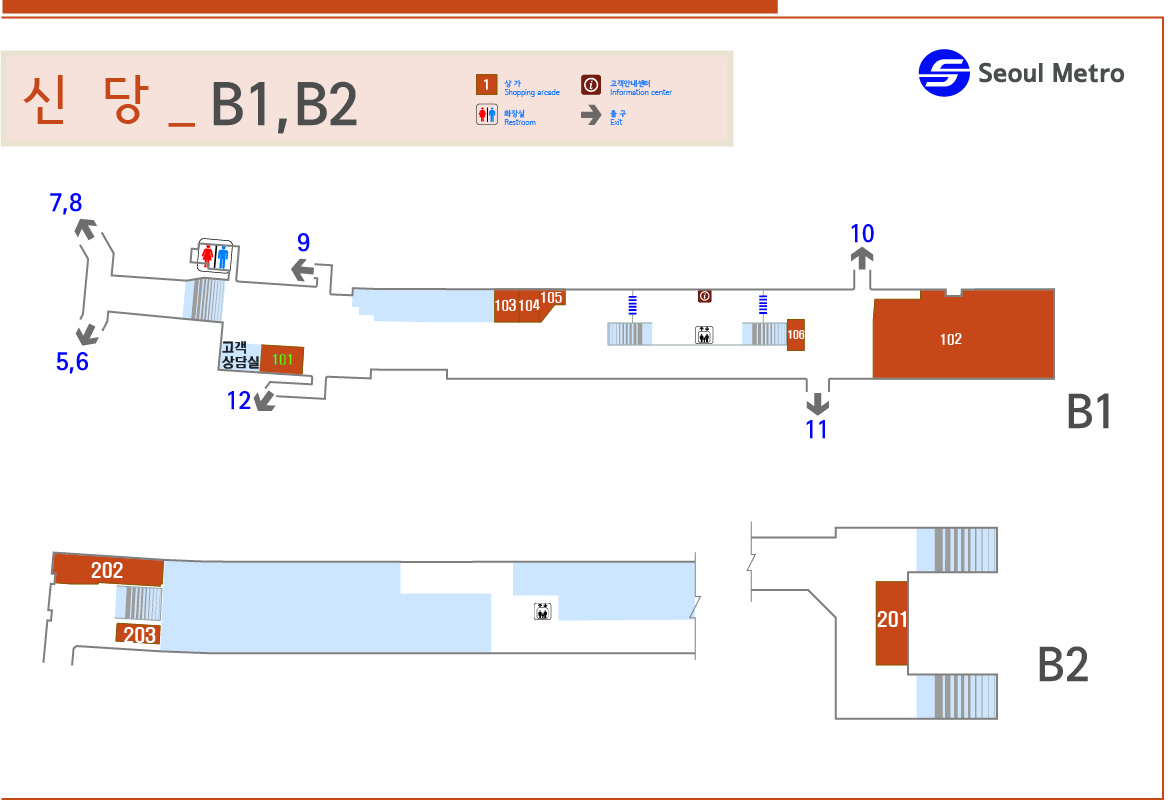 신 당 _ B1,B2
1 상 가
Shopping arcade
고객안내센터
Information center
화장실
Restroom
출 구
Exit
Seoul Metro
7,8
9
10
103 104 105
106
102
고객
상담실
101
5,6
12
11
B1
202
203
201
B2